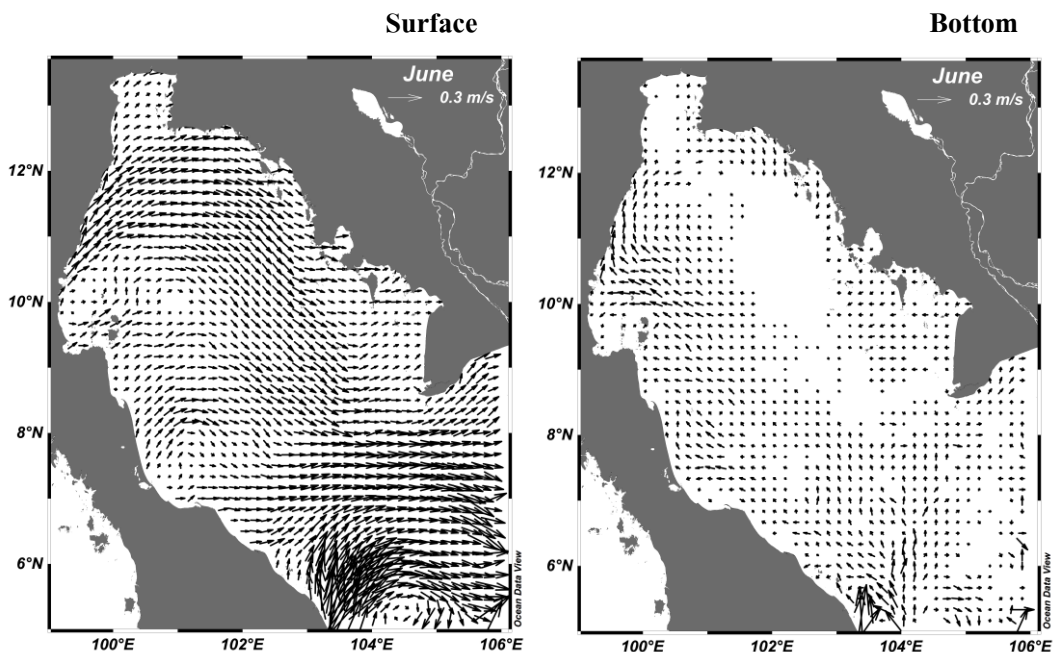 Surface
Bottom
June
0.3 m/s
June
0.3 m/s
12°N
10°N
8°N
6°N
100°E
102°E
104°E
106°E
Ocean Data View
12°N
10°N
8°N
6°N
100°E
102°E
104°E
106°E
Ocean Data View